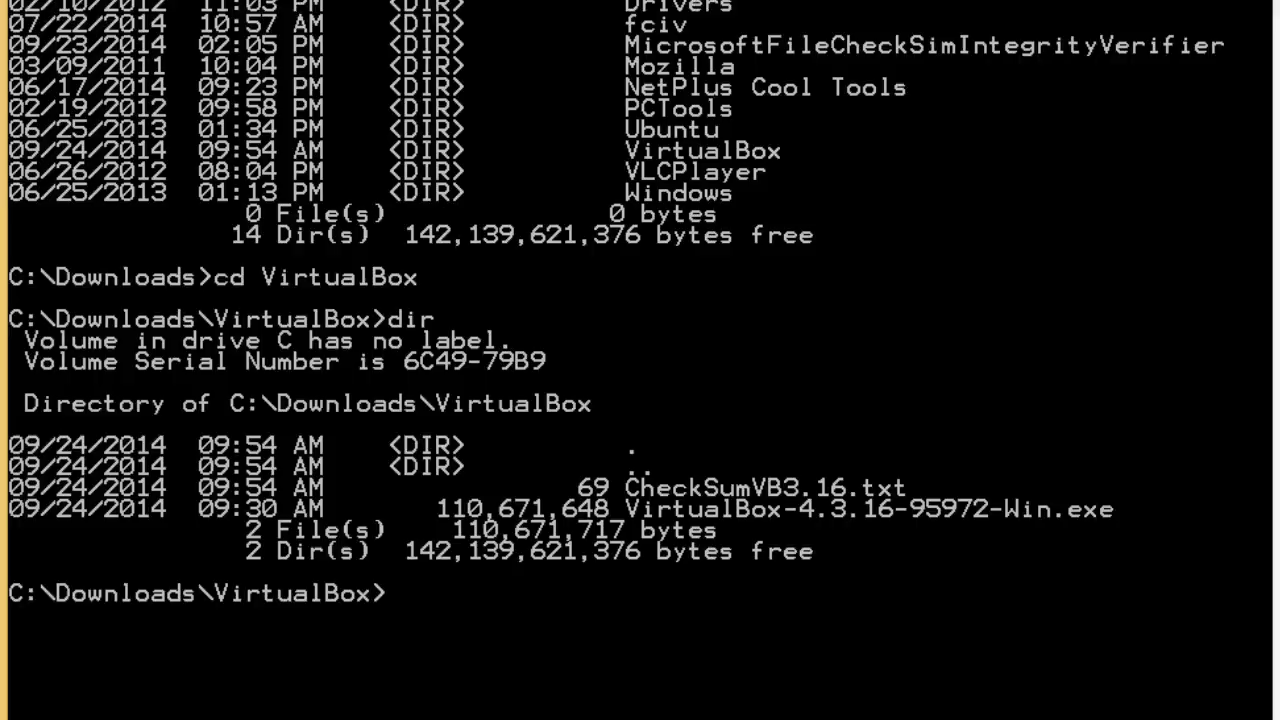 02/10/2012  11:03 PM    <DIR>          Drivers
07/22/2014  10:57 AM    <DIR>          fciv
09/23/2014  02:05 PM    <DIR>          MicrosoftFileCheckSimIntegrityVerifier
03/09/2011  10:04 PM    <DIR>          Mozilla
06/17/2014  09:23 PM    <DIR>          NetPlus Cool Tools
02/19/2012  09:58 PM    <DIR>          PCTools
06/25/2013  01:34 PM    <DIR>          Ubuntu
09/24/2014  09:54 AM    <DIR>          VirtualBox
06/26/2012  08:04 PM    <DIR>          VLCPlayer
06/25/2013  01:13 PM    <DIR>          Windows
0 File(s)              0 bytes
14 Dir(s)  142,139,621,376 bytes free
C:\Downloads>cd VirtualBox
C:\Downloads\VirtualBox>dir
Volume in drive C has no label.
Volume Serial Number is 6C49-79B9
Directory of C:\Downloads\VirtualBox
09/24/2014  09:54 AM    <DIR>          .
09/24/2014  09:54 AM    <DIR>          ..
09/24/2014  09:54 AM                69 CheckSumVB3.16.txt
09/24/2014  09:30 AM       110,671,648 VirtualBox-4.3.16-95972-Win.exe
2 File(s)    110,671,717 bytes
2 Dir(s)  142,139,621,376 bytes free
C:\Downloads\VirtualBox>